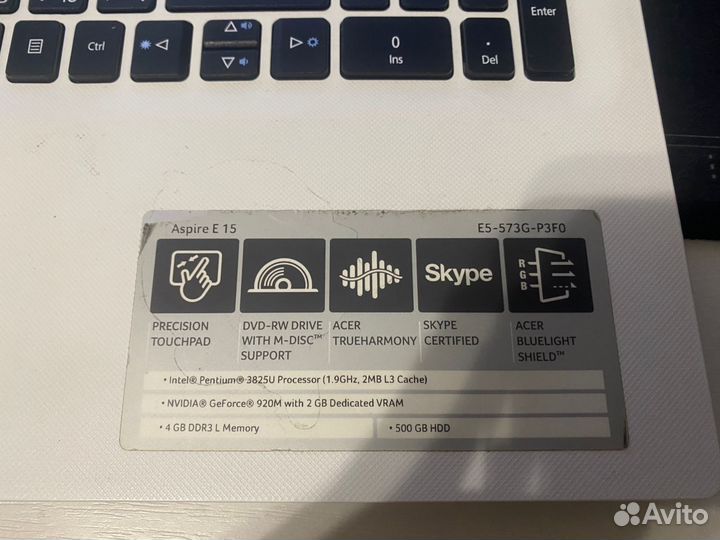 Enter
Ctrl
0
Ins
.
Del
Aspire E 15 E5-573G-P3F0
Skype
R
G
B
PRECISION
TOUCHPAD
DVD-RW DRIVE
WITH M-DISC™
SUPPORT
ACER
TRUEHARMONY
SKYPE
CERTIFIED
ACER
BLUELIGHT
SHIELD™
• Intel® Pentium® 3825U Processor (1.9GHz, 2MB L3 Cache)
• NVIDIA® GeForce® 920M with 2 GB Dedicated VRAM
• 4 GB DDR3 L Memory • 500 GB HDD
Avito